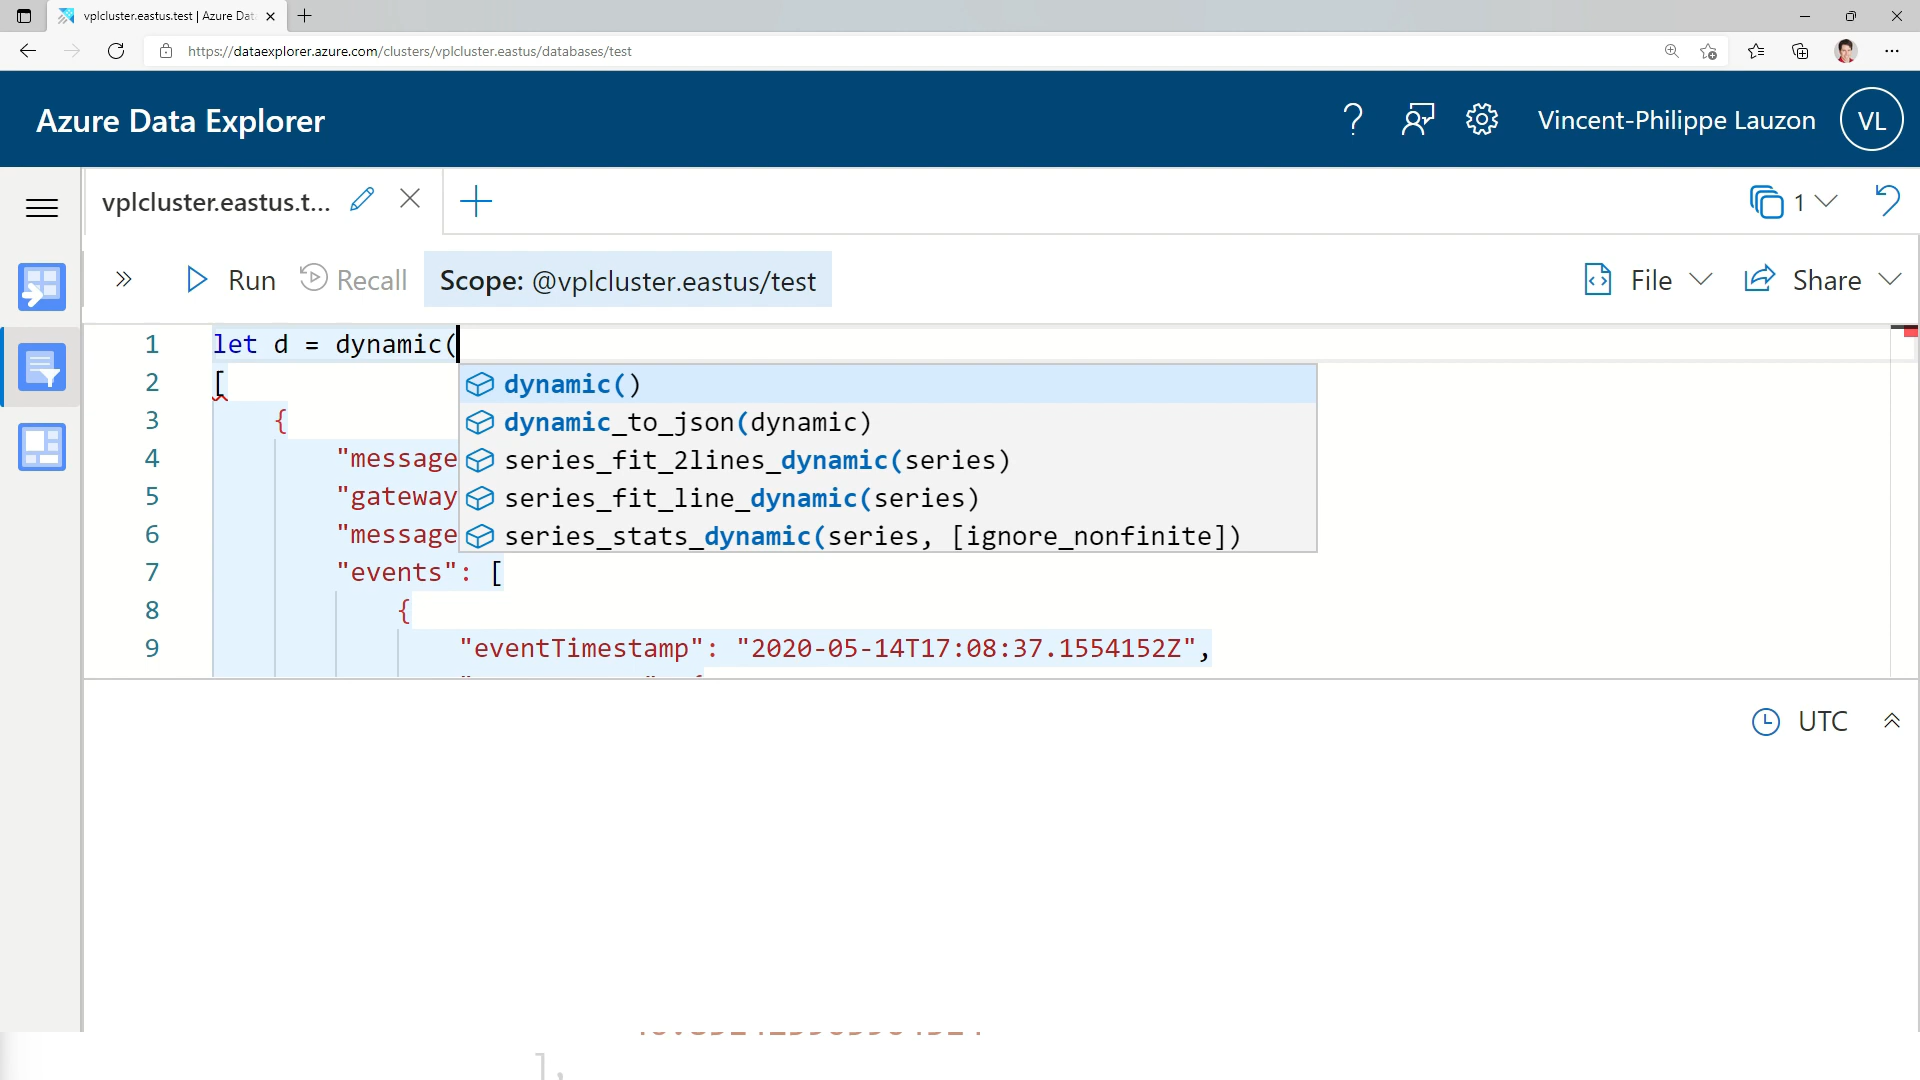 vplcluster.eastus.test | Azure Dat
https://dataexplorer.azure.com/clusters/vplcluster.eastus/databases/test
Azure Data Explorer
Vincent-Philippe Lauzon
VL
vplcluster.eastus.t...
1
Run
Recall
Scope: @vplcluster.eastus/test
File
Share
1 let d = dynamic(
2 [
dynamic()
3 {
dynamic_to_json(dynamic)
4 "message
series_fit_2lines_dynamic(series)
5 "gateway
series_fit_line_dynamic(series)
6 "message
series_stats_dynamic(series, [ignore_nonfinite])
7 "events": [
8 {
9 "eventTimestamp": "2020-05-14T17:08:37.1554152Z",
UTC
],